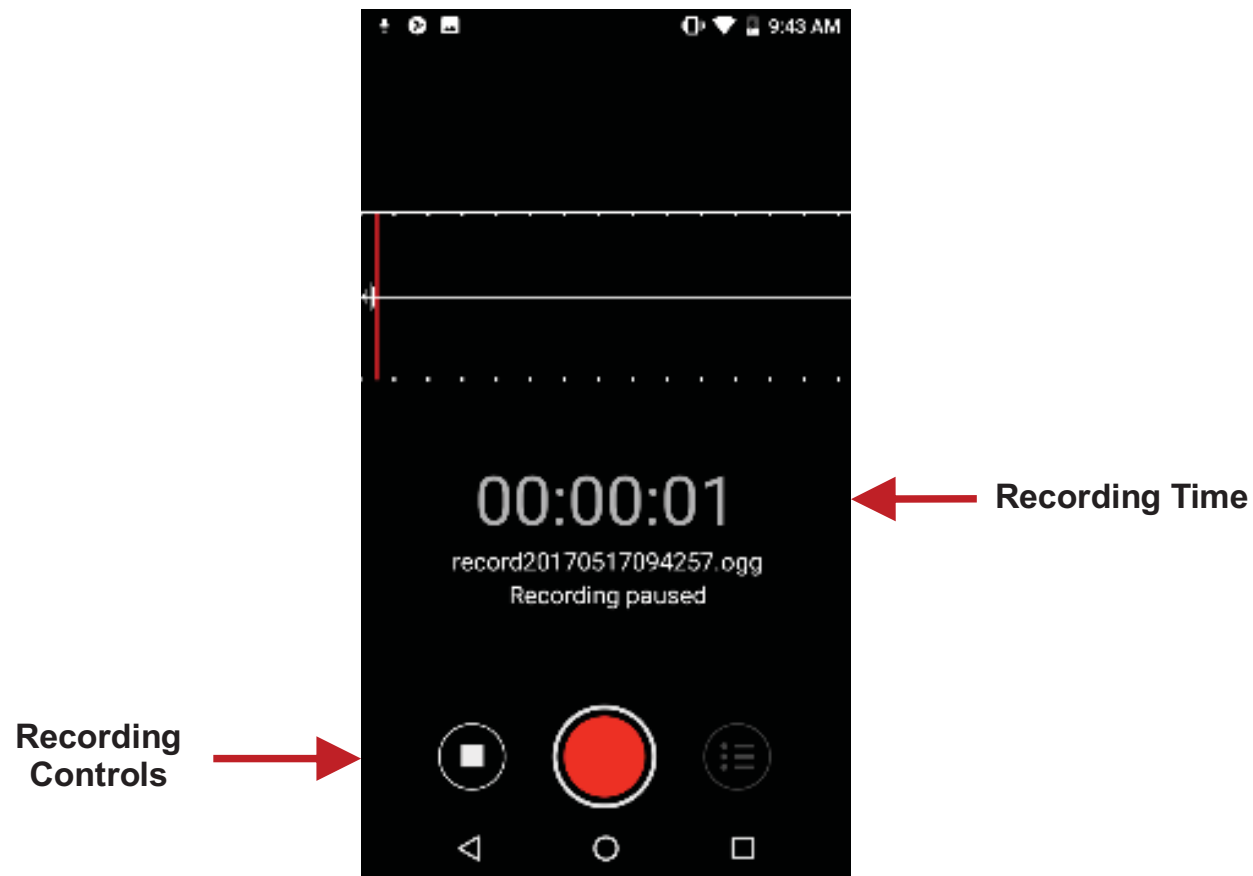 9:43 AM
00:00:01
Recording Time
record20170517094257.ogg
Recording paused
Recording
Controls